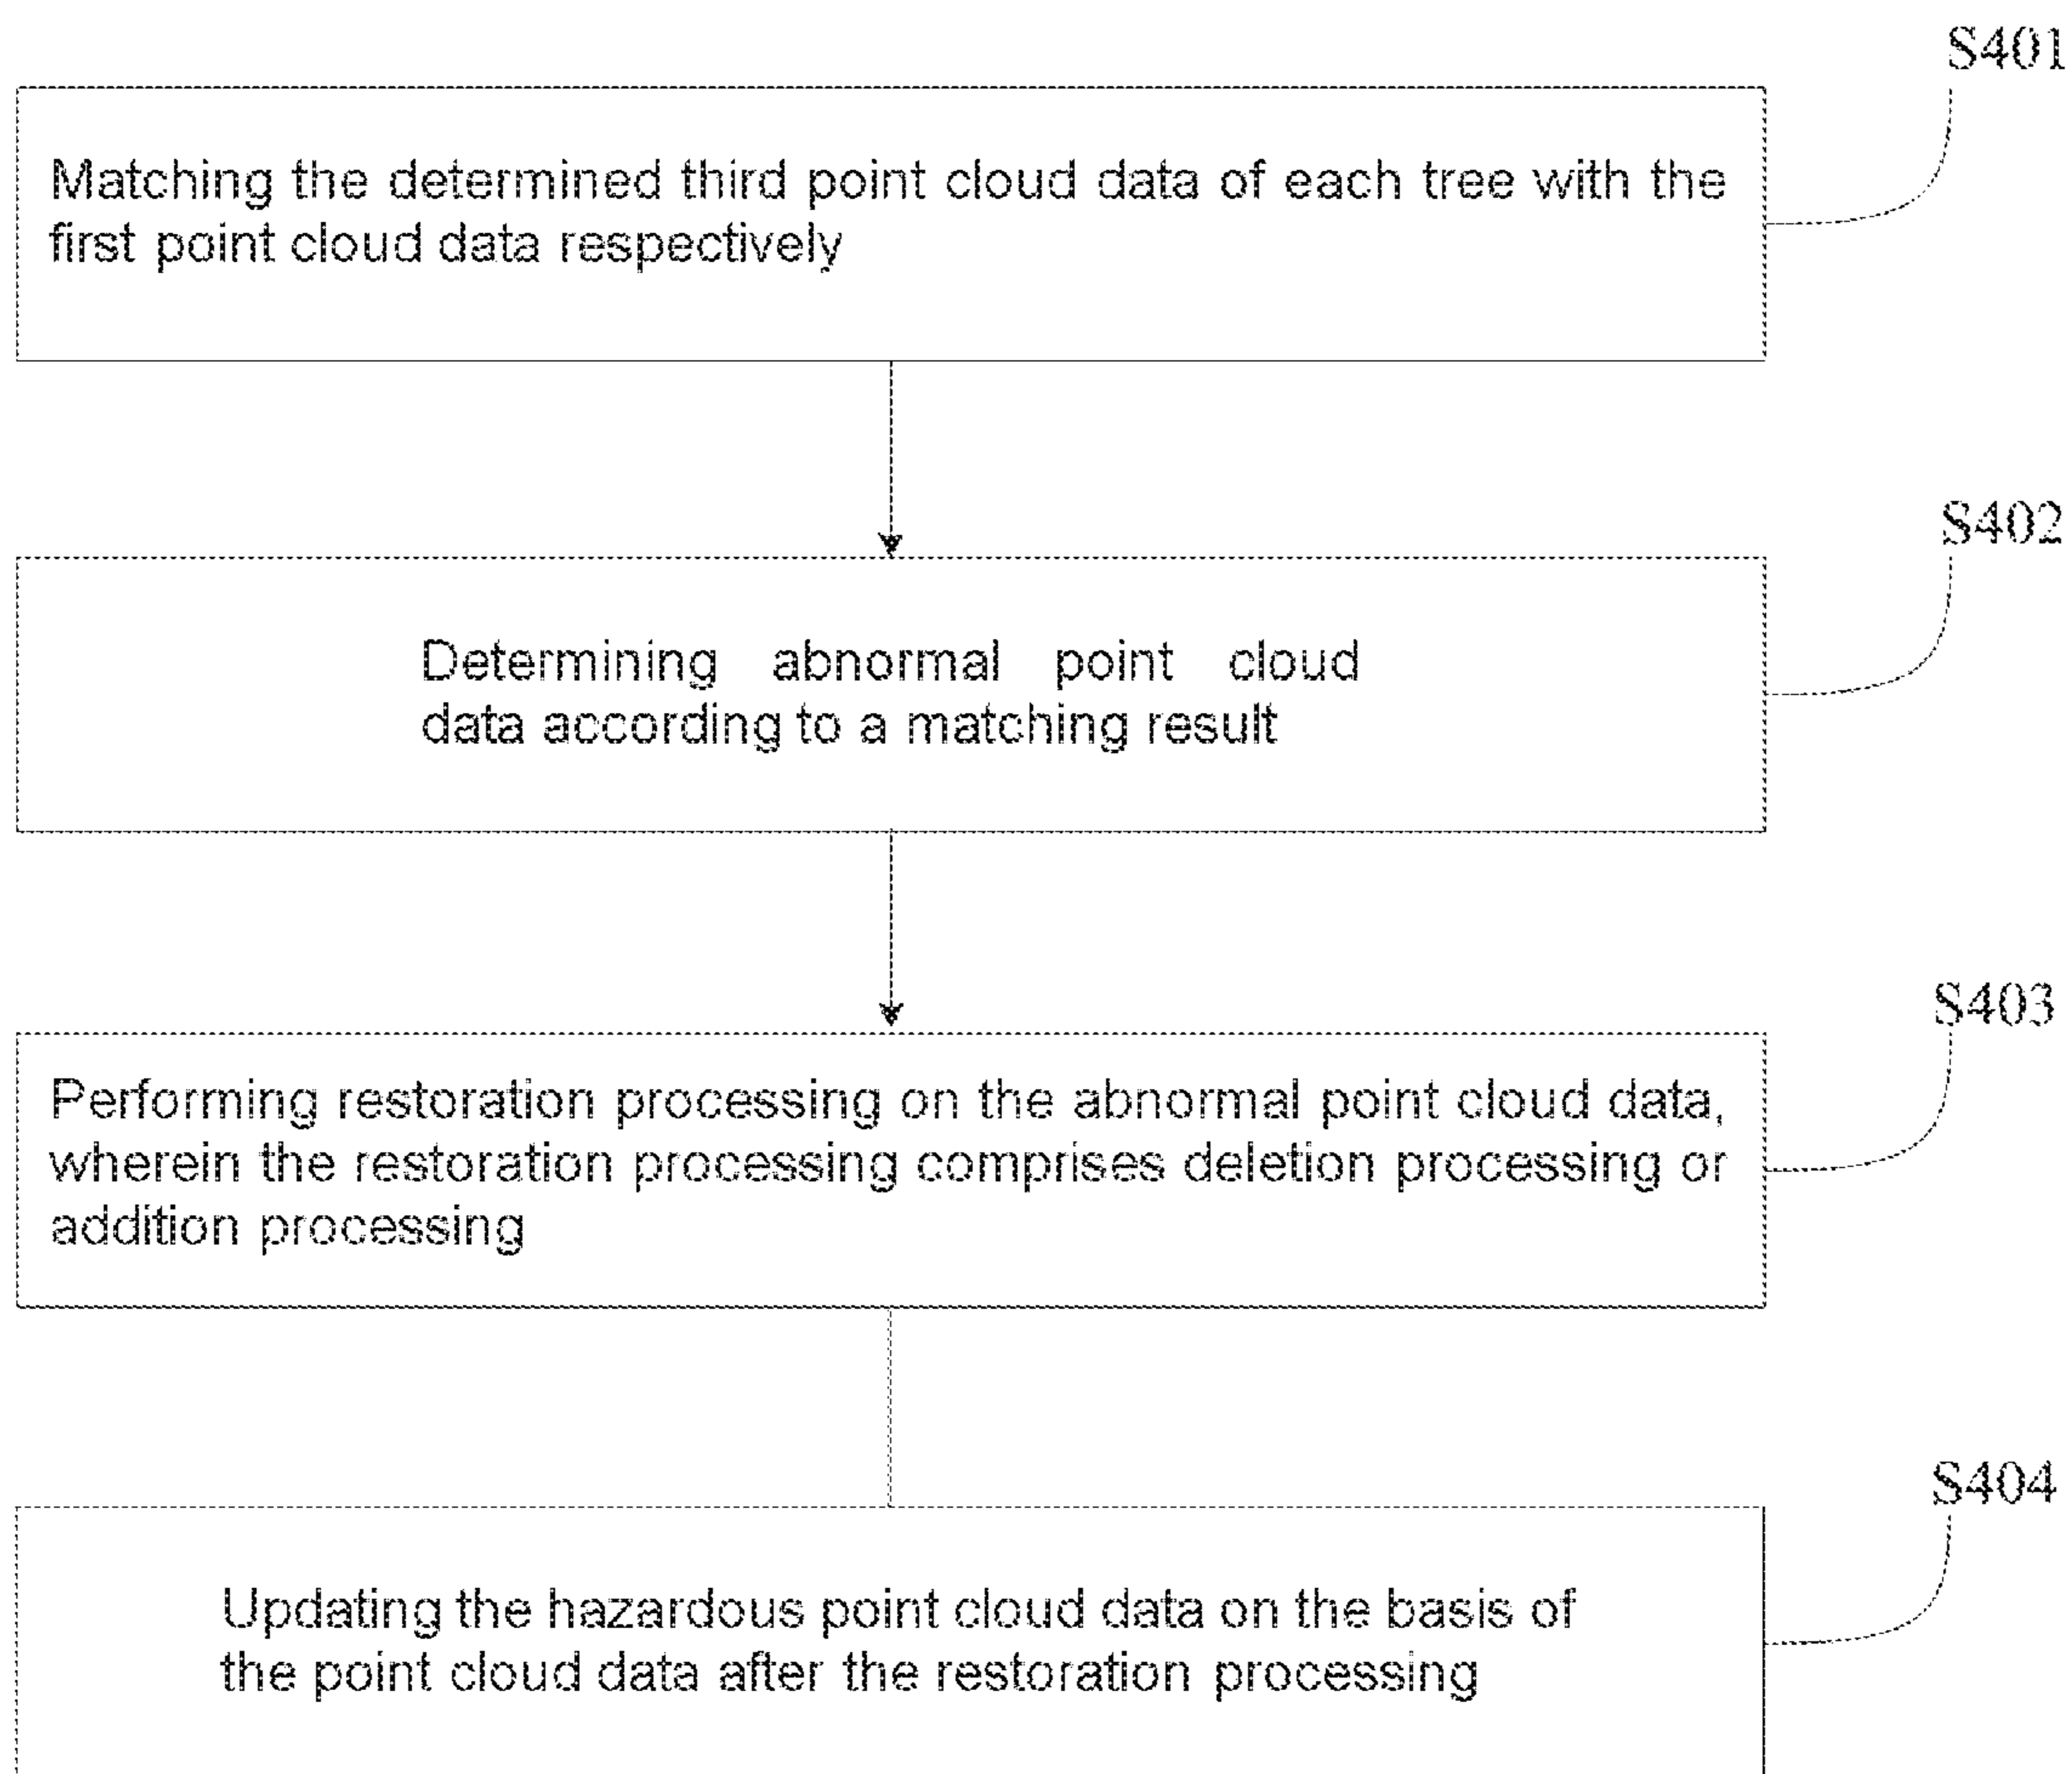 S401
Matching the determined third point cloud data of each tree with the
first point cloud data respectively
S402
Determining abnormal point cloud
data according to a matching result
S403
Performing restoration processing on the abnormal point cloud data,
wherein the restoration processing comprises deletion processing or
addition processing
S404
Updating the hazardous point cloud data on the basis of
the point cloud data after the restoration processing